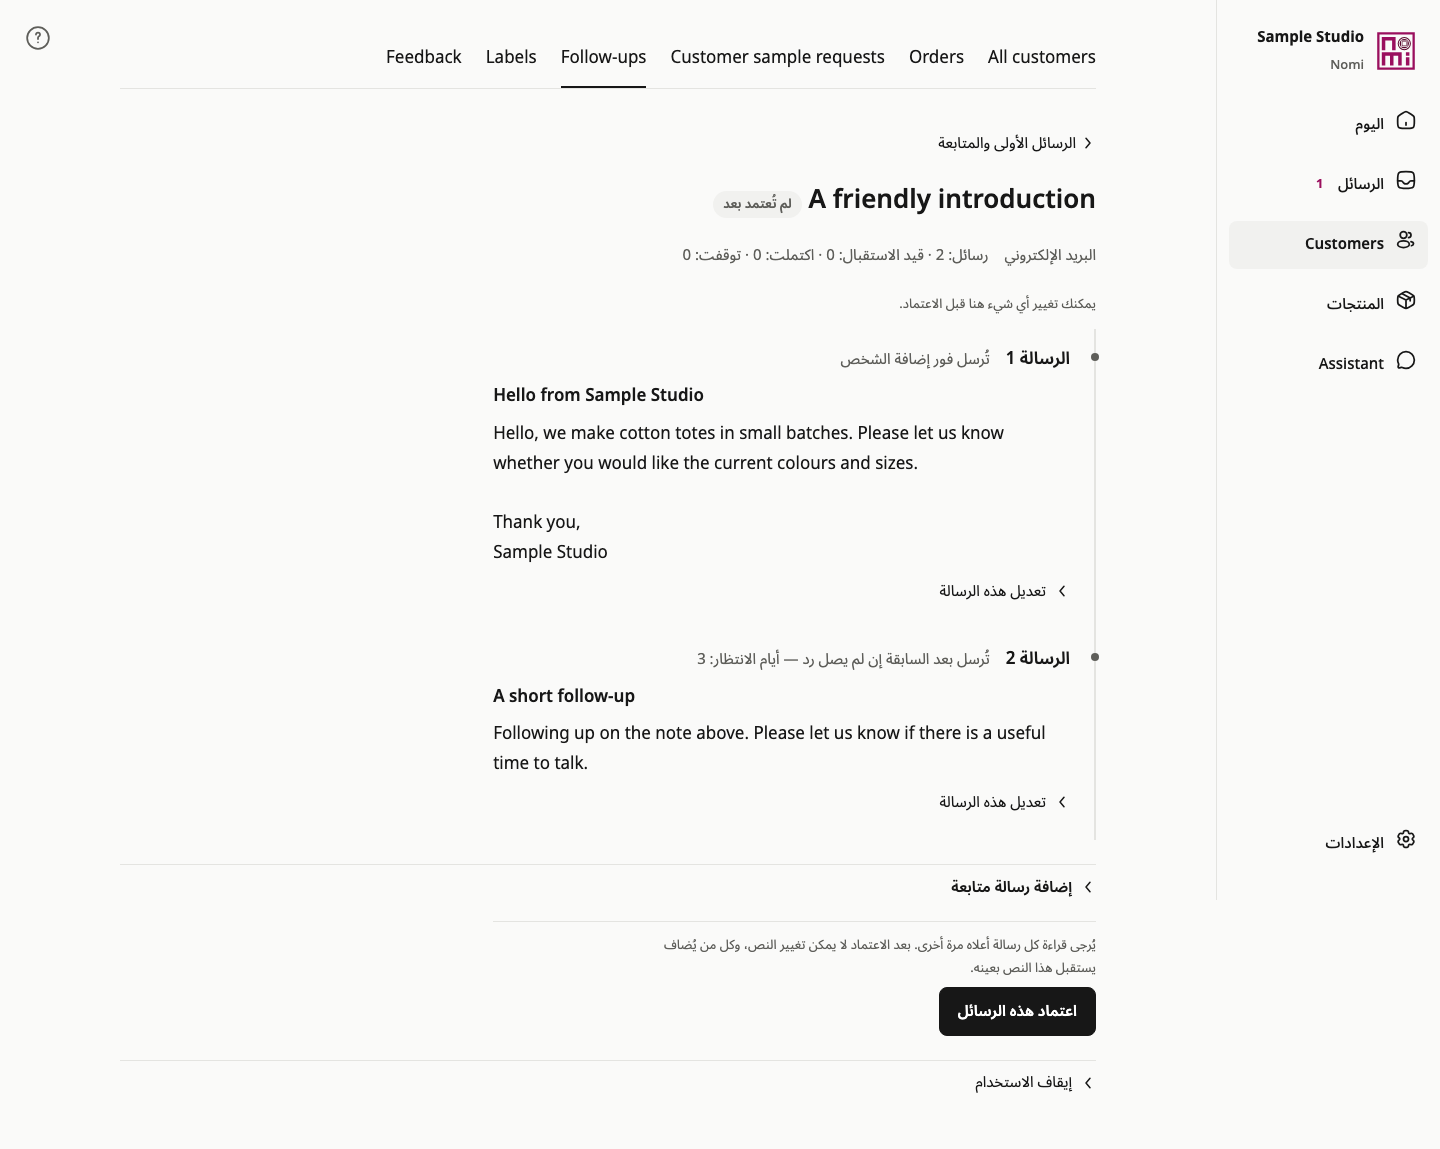 Sample Studio
Nomi
اليوم
الرسائل 1
Customers
المنتجات
Assistant
الإعدادات
All customers
Orders
Customer sample requests
Follow-ups
Labels
Feedback
الرسائل الأولى والمتابعة
A friendly introduction لم تُعتمد بعد
البريد الإلكتروني رسائل: 2 · قيد الاستقبال: 0 · اكتملت: 0 · توقفت: 0
يمكنك تغيير أي شيء هنا قبل الاعتماد.
الرسالة 1 تُرسل فور إضافة الشخص
Hello from Sample Studio
Hello, we make cotton totes in small batches. Please let us know
whether you would like the current colours and sizes.
Thank you,
Sample Studio
تعديل هذه الرسالة
الرسالة 2 تُرسل بعد السابقة إن لم يصل رد — أيام الانتظار: 3
A short follow-up
Following up on the note above. Please let us know if there is a useful
time to talk.
تعديل هذه الرسالة
إضافة رسالة متابعة
يُرجى قراءة كل رسالة أعلاه مرة أخرى. بعد الاعتماد لا يمكن تغيير النص، وكل من يُضاف
يستقبل هذا النص بعينه.
اعتماد هذه الرسائل
إيقاف الاستخدام